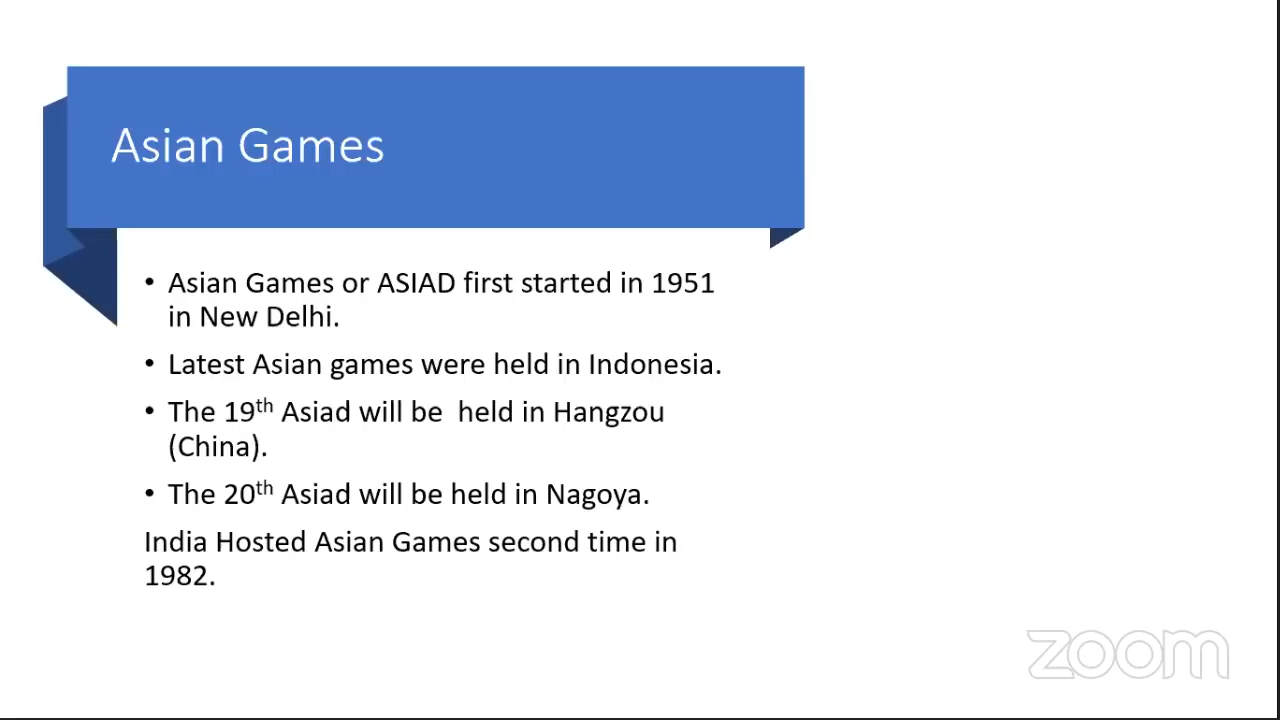 Asian Games
• Asian Games or ASIAD first started in 1951
in New Delhi.
• Latest Asian games were held in Indonesia.
• The 19th Asiad will be  held in Hangzou
(China).
• The 20th Asiad will be held in Nagoya.
India Hosted Asian Games second time in
1982.
zoom